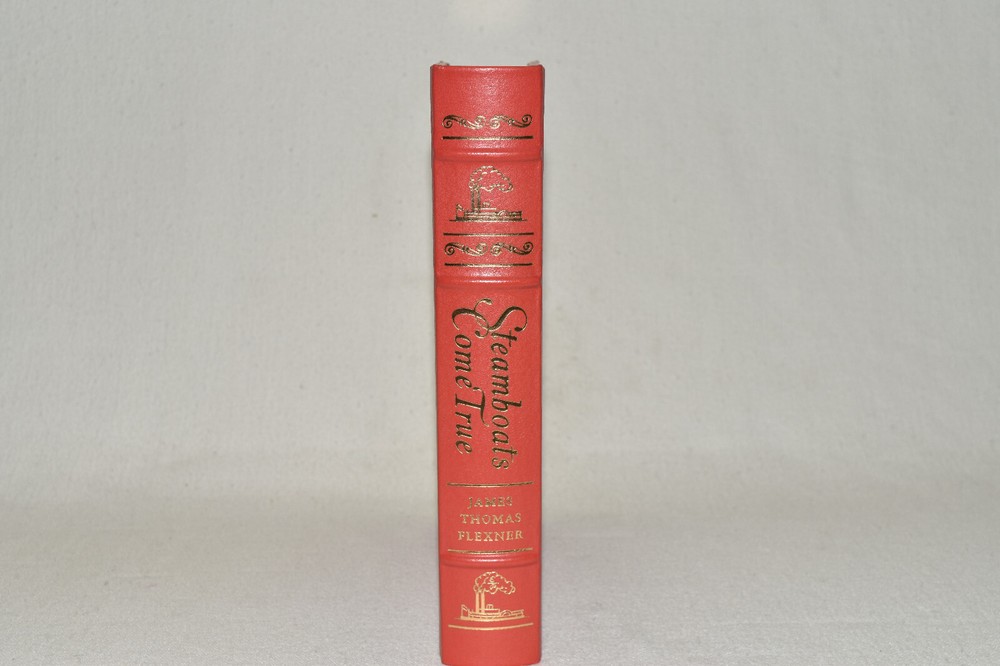 Steamboats
Come True
JAMES
THOMAS
FLEXNER